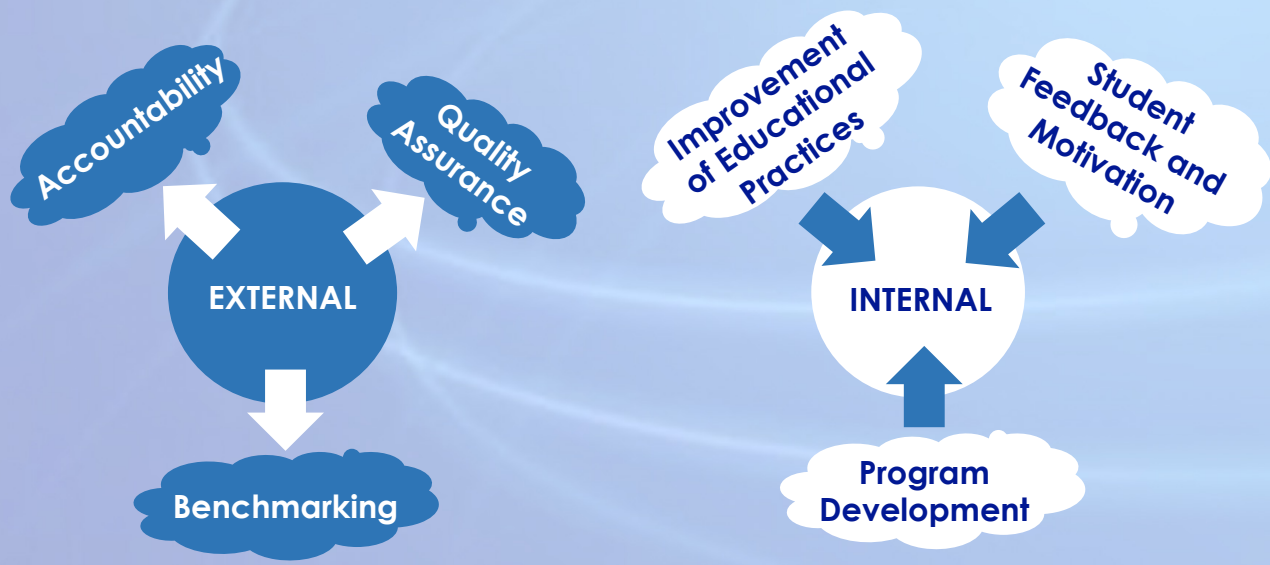 Accountability
Quality
Assurance
EXTERNAL
Benchmarking
Improvement
of Educational
Practices
Student
Feedback and
Motivation
INTERNAL
Program
Development